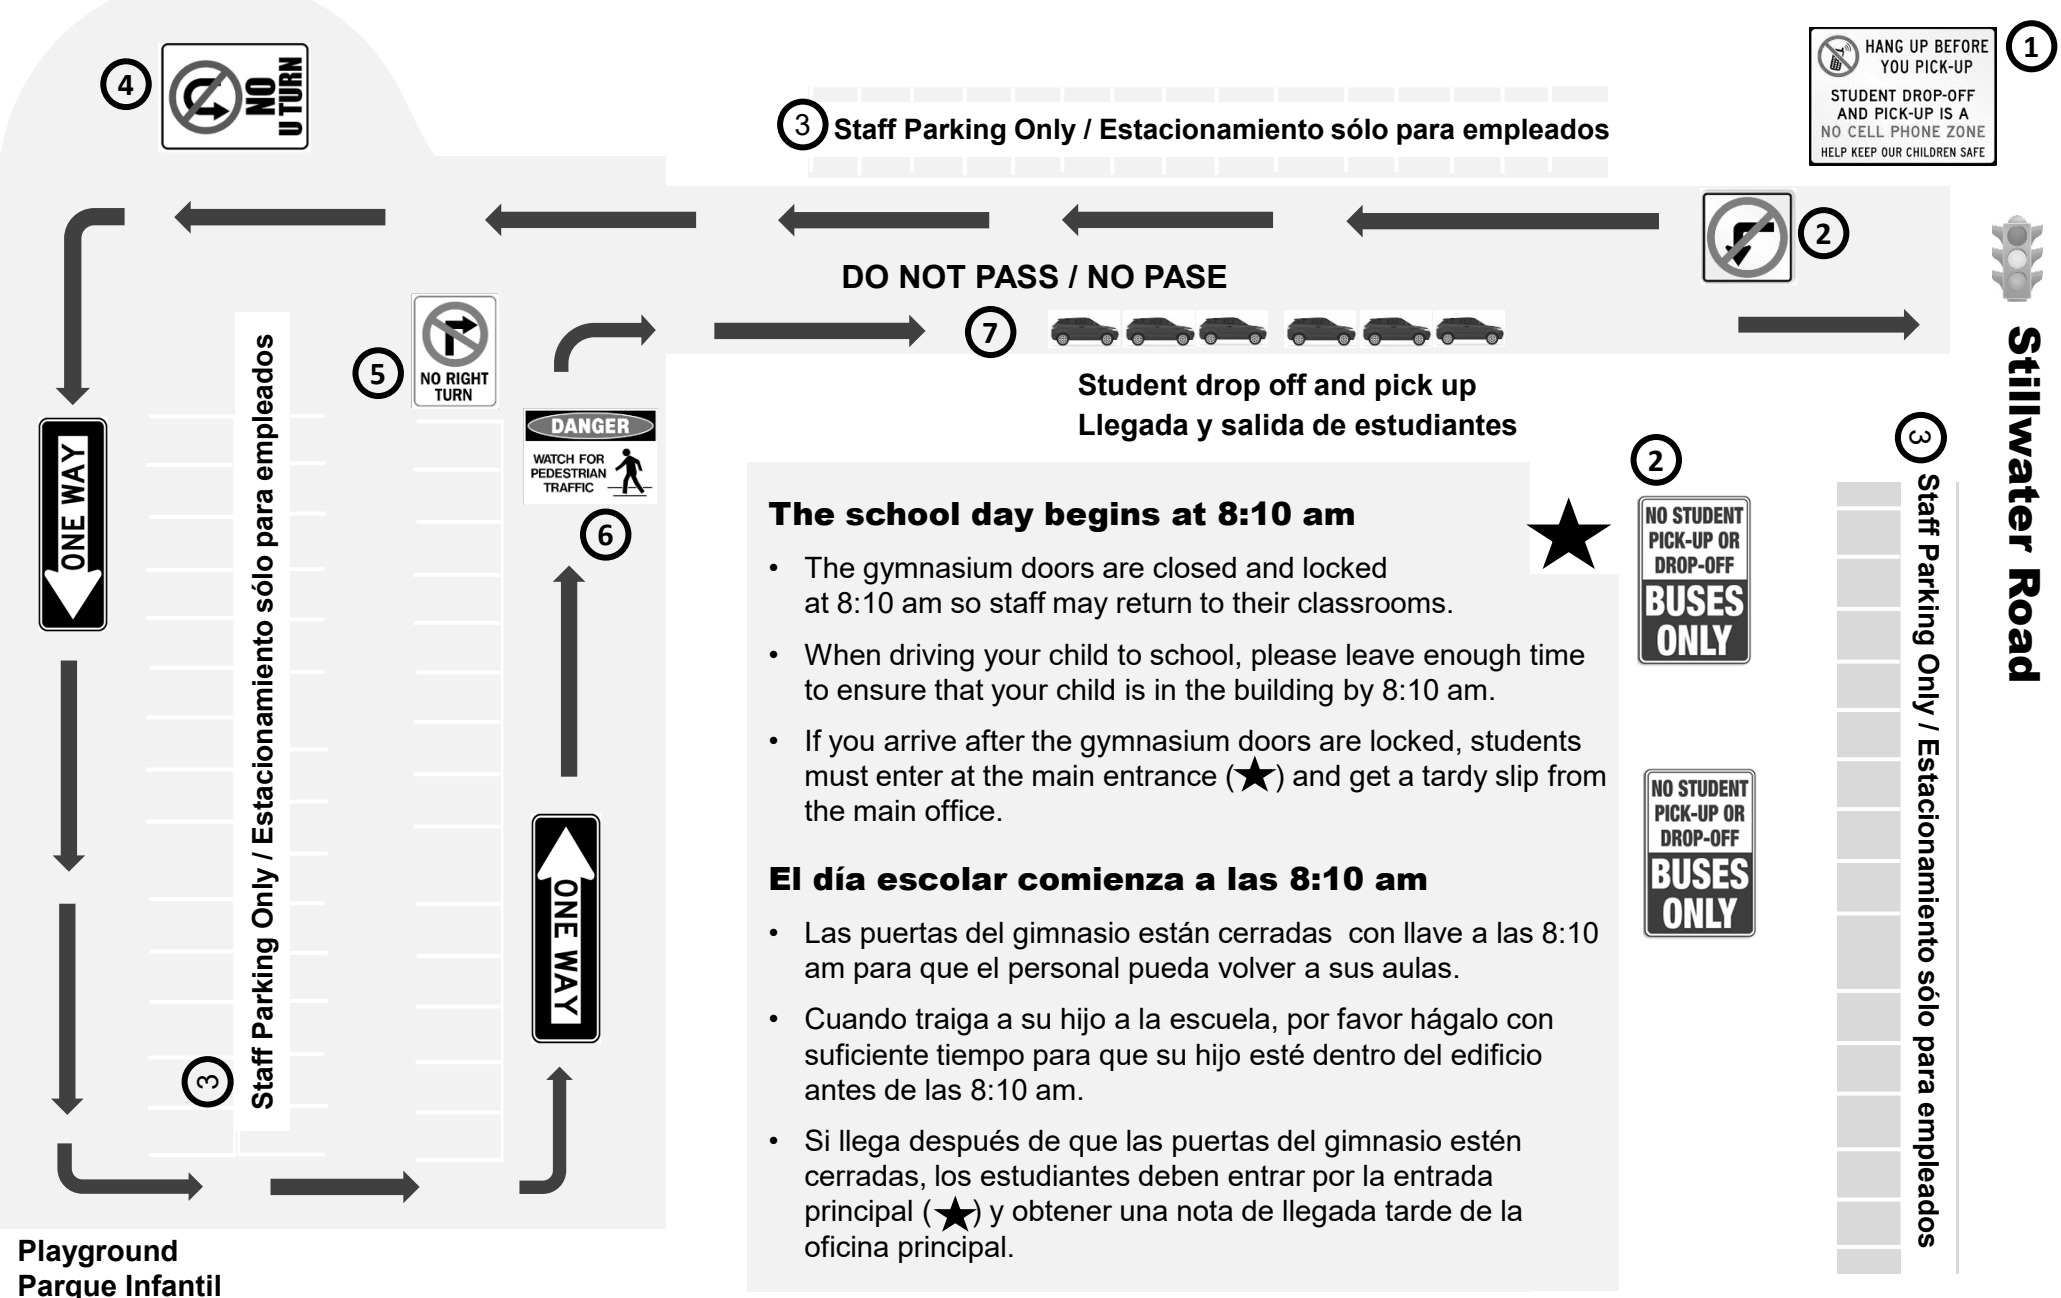 4
NO
U TURN
3 Staff Parking Only / Estacionamiento sólo para empleados
HANG UP BEFORE
YOU PICK-UP
STUDENT DROP-OFF
AND PICK-UP IS A
NO CELL PHONE ZONE
HELP KEEP OUR CHILDREN SAFE
1
2
DO NOT PASS / NO PASE
7
Student drop off and pick up
Llegada y salida de estudiantes
Stillwater Road
5
NO RIGHT
TURN
DANGER
WATCH FOR
PEDESTRIAN
TRAFFIC
6
ONE WAY
3 Staff Parking Only / Estacionamiento sólo para empleados
ONE WAY
The school day begins at 8:10 am
• The gymnasium doors are closed and locked
at 8:10 am so staff may return to their classrooms.
• When driving your child to school, please leave enough time
to ensure that your child is in the building by 8:10 am.
• If you arrive after the gymnasium doors are locked, students
must enter at the main entrance (★) and get a tardy slip from
the main office.
El día escolar comienza a las 8:10 am
• Las puertas del gimnasio están cerradas  con llave a las 8:10
am para que el personal pueda volver a sus aulas.
• Cuando traiga a su hijo a la escuela, por favor hágalo con
suficiente tiempo para que su hijo esté dentro del edificio
antes de las 8:10 am.
• Si llega después de que las puertas del gimnasio estén
cerradas, los estudiantes deben entrar por la entrada
principal (★) y obtener una nota de llegada tarde de la
oficina principal.
2
NO STUDENT
PICK-UP OR
DROP-OFF
BUSES
ONLY
NO STUDENT
PICK-UP OR
DROP-OFF
BUSES
ONLY
3 Staff Parking Only / Estacionamiento sólo para empleados
Playground
Parque Infantil